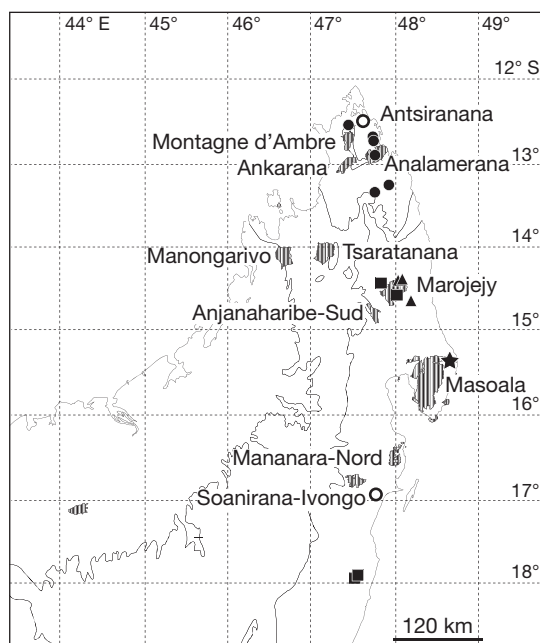 44° E 45° 46° 47° 48° 49°
12° S
Antsiranana
Montagne d'Ambre
13°
Ankarana Analamerana
14°
Manongarivo Tsaratanana
Marojejy
Anjanaharibe-Sud
15°
Masoala
16°
Mananara-Nord
Soanirana-Ivongo 17°
18°
120 km